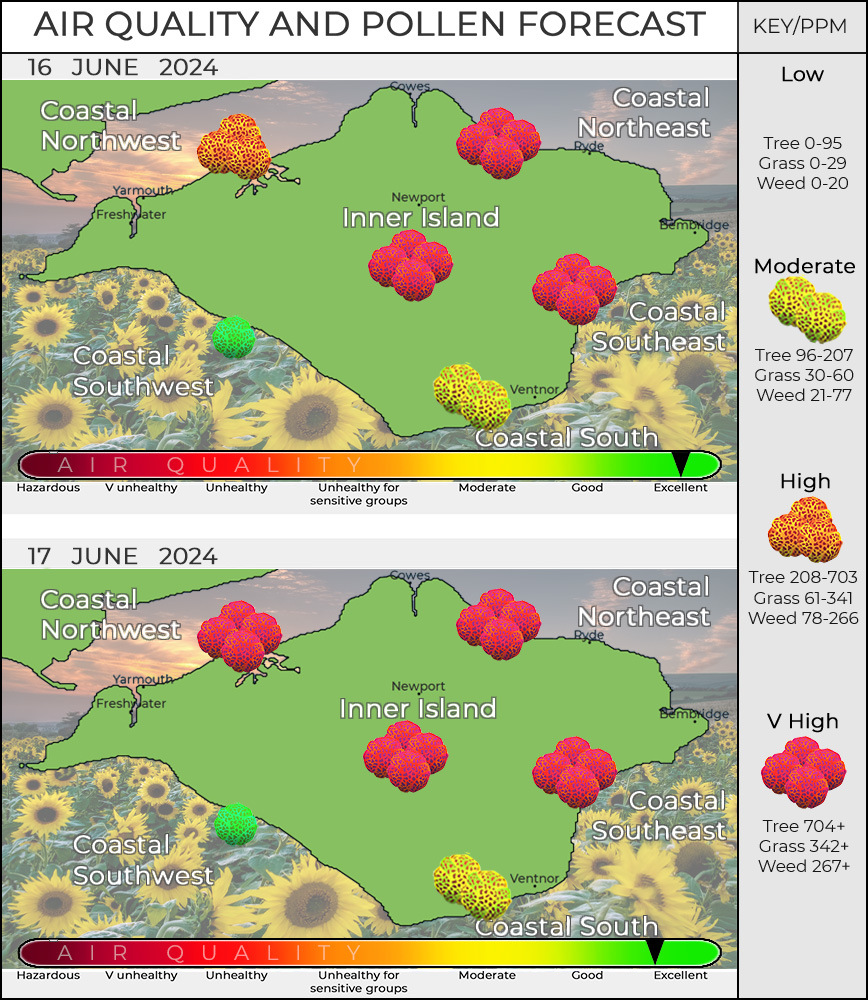 AIR QUALITY AND POLLEN FORECAST
16 JUNE 2024
Coastal
Northwest
Cowes
Coastal
Northeast
Ryde
Yarmouth
Freshwater
Newport
Inner Island
Bembridge
Coastal
Southeast
Coastal
Southwest
Ventnor
Coastal South
AIR QUALITY
Hazardous
V unhealthy
Unhealthy
Unhealthy for
sensitive groups
Moderate
Good
Excellent
17 JUNE 2024
Coastal
Northwest
Cowes
Coastal
Northeast
Ryde
Yarmouth
Freshwater
Newport
Inner Island
Bembridge
Coastal
Southeast
Coastal
Southwest
Ventnor
Coastal South
AIR QUALITY
Hazardous
V unhealthy
Unhealthy
Unhealthy for
sensitive groups
Moderate
Good
Excellent
KEY/PPM
Low
Tree 0-95
Grass 0-29
Weed 0-20
Moderate
Tree 96-207
Grass 30-60
Weed 21-77
High
Tree 208-703
Grass 61-341
Weed 78-266
V High
Tree 704+
Grass 342+
Weed 267+